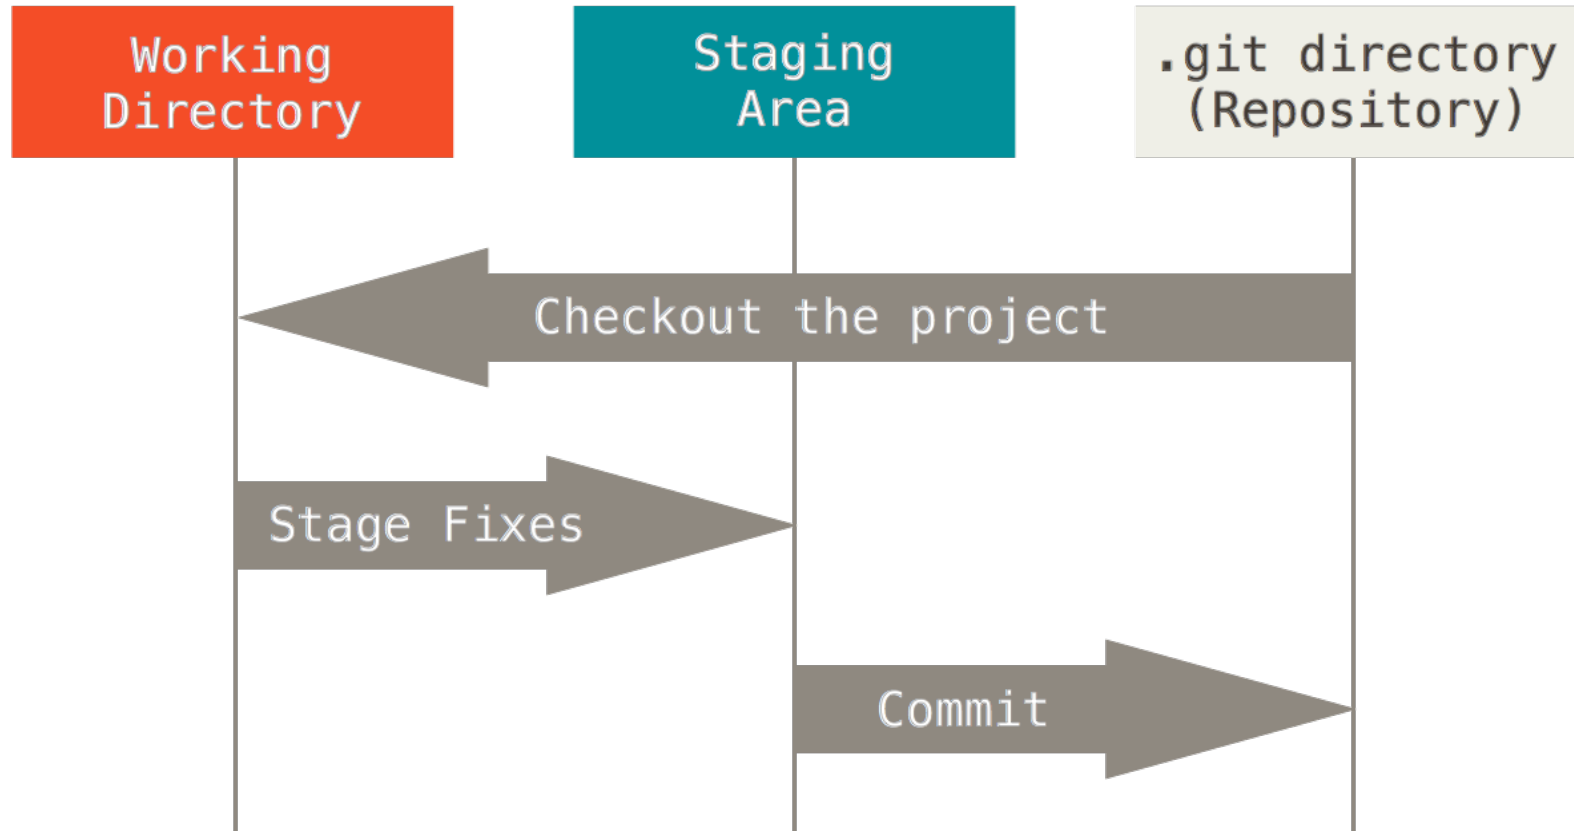 Working
Directory
Staging
Area
.git directory
(Repository)
Checkout the project
Stage Fixes
Commit